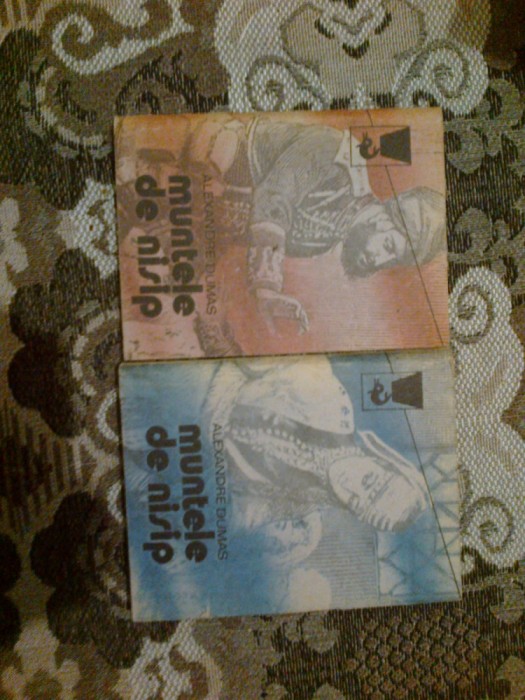 ALEXANDRE DUMAS
muntele
de nisip
ALEXANDRE DUMAS
muntele
de nisip